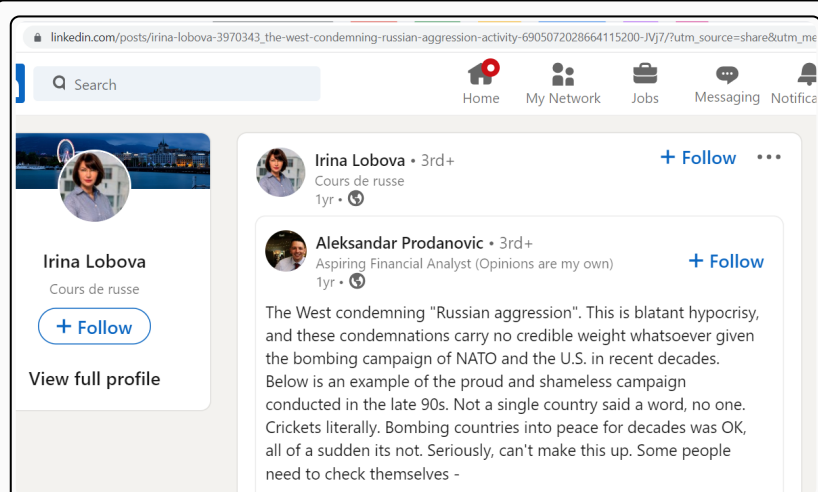 linkedin.com/posts/irina-lobova-3970343_the-west-condemning-russian-aggression-activity-6905072028664115200-JVj7/?utm_source=share&utm_me
Search
Home
My Network
Jobs
Messaging
Notifica
Irina Lobova
Cours de russe
+ Follow
View full profile
Irina Lobova • 3rd+
+ Follow
Cours de russe
1yr •
Aleksandar Prodanovic • 3rd+
Aspiring Financial Analyst (Opinions are my own)
+ Follow
1yr •
The West condemning "Russian aggression". This is blatant hypocrisy,
and these condemnations carry no credible weight whatsoever given
the bombing campaign of NATO and the U.S. in recent decades.
Below is an example of the proud and shameless campaign
conducted in the late 90s. Not a single country said a word, no one.
Crickets literally. Bombing countries into peace for decades was OK,
all of a sudden its not. Seriously, can't make this up. Some people
need to check themselves -